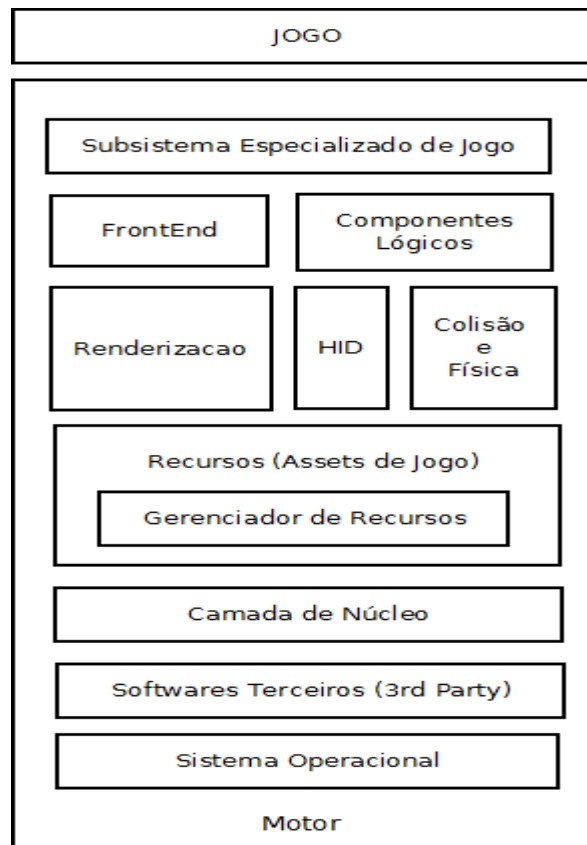 JOGO
Subsistema Especializado de Jogo
FrontEnd
Componentes
Lógicos
Renderizacao
HID
Colisão
e
Física
Recursos (Assets de Jogo)
Gerenciador de Recursos
Camada de Núcleo
Softwares Terceiros (3rd Party)
Sistema Operacional
Motor